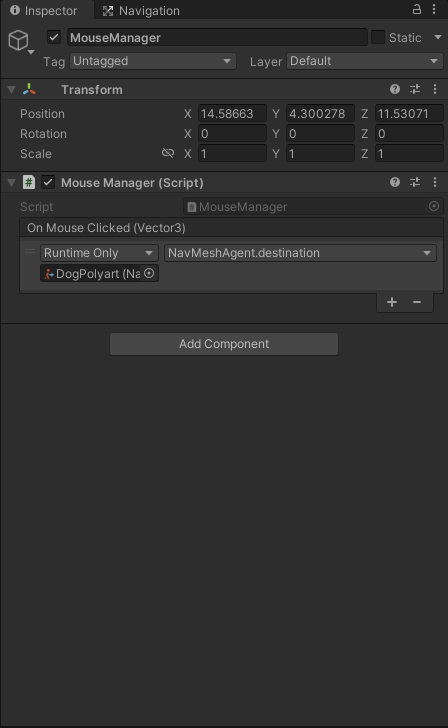 Inspector Navigation
MouseManager Static
Tag Untagged Layer Default
Transform
Position X 14.58663 Y 4.300278 Z 11.53071
Rotation X 0 Y 0 Z 0
Scale X 1 Y 1 Z 1
# Mouse Manager (Script)
Script # MouseManager
On Mouse Clicked (Vector3)
Runtime Only NavMeshAgent.destination
DogPolyart (Na
+ −
Add Component